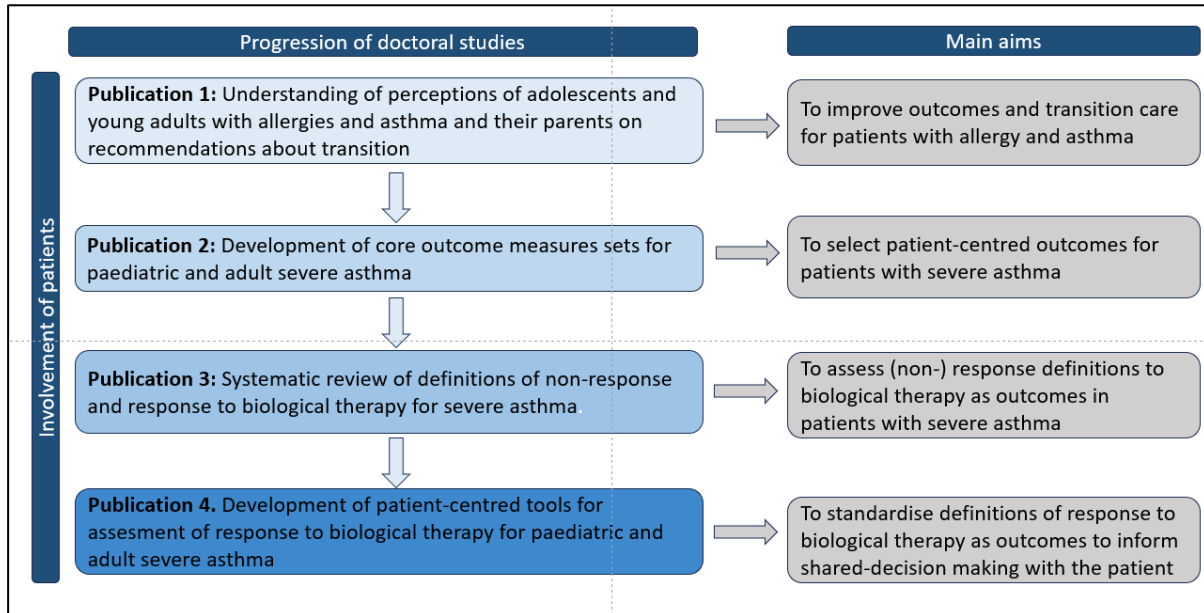 Progression of doctoral studies
Main aims
Involvement of patients
Publication 1: Understanding of perceptions of adolescents and
young adults with allergies and asthma and their parents on
recommendations about transition
To improve outcomes and transition care
for patients with allergy and asthma
Publication 2: Development of core outcome measures sets for
paediatric and adult severe asthma
To select patient-centred outcomes for
patients with severe asthma
Publication 3: Systematic review of definitions of non-response
and response to biological therapy for severe asthma.
To assess (non-) response definitions to
biological therapy as outcomes in
patients with severe asthma
Publication 4. Development of patient-centred tools for
assesment of response to biological therapy for paediatric and
adult severe asthma
To standardise definitions of response to
biological therapy as outcomes to inform
shared-decision making with the patient